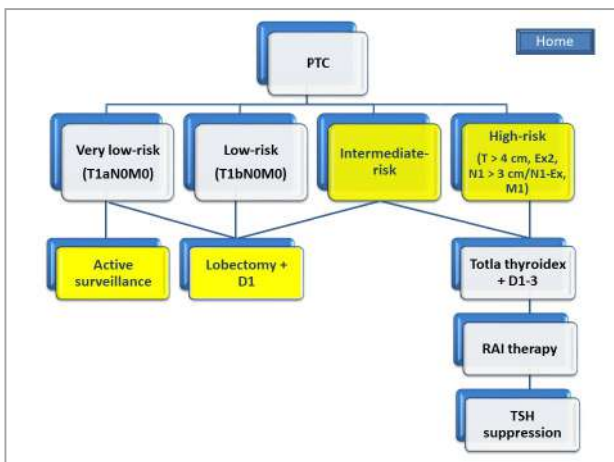 Home
PTC
Very low-risk
(T1aN0M0)
Low-risk
(T1bN0M0)
Intermediate-
risk
High-risk
(T > 4 cm, Ex2,
N1 > 3 cm/N1-Ex,
M1)
Active
surveillance
Lobectomy +
D1
Totla thyroidex
+ D1-3
RAI therapy
TSH
suppression